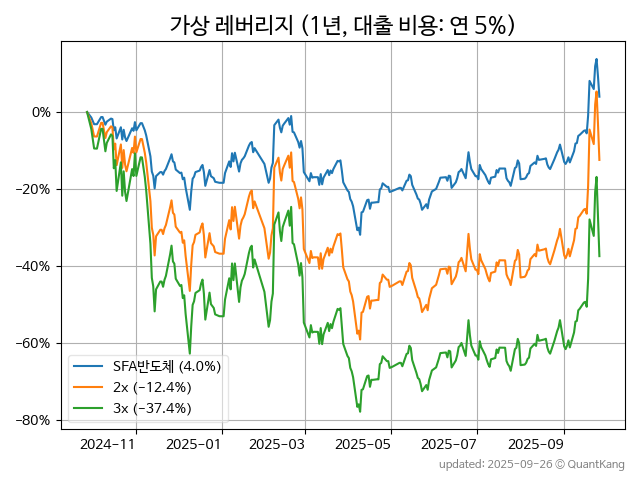 가상 레버리지 (1년, 대출 비용: 연 5%)
0%
−20%
−40%
−60%
−80%
SFA반도체 (4.0%)
2x (−12.4%)
3x (−37.4%)
2024-11
2025-01
2025-03
2025-05
2025-07
2025-09
updated: 2025-09-26 © QuantKang